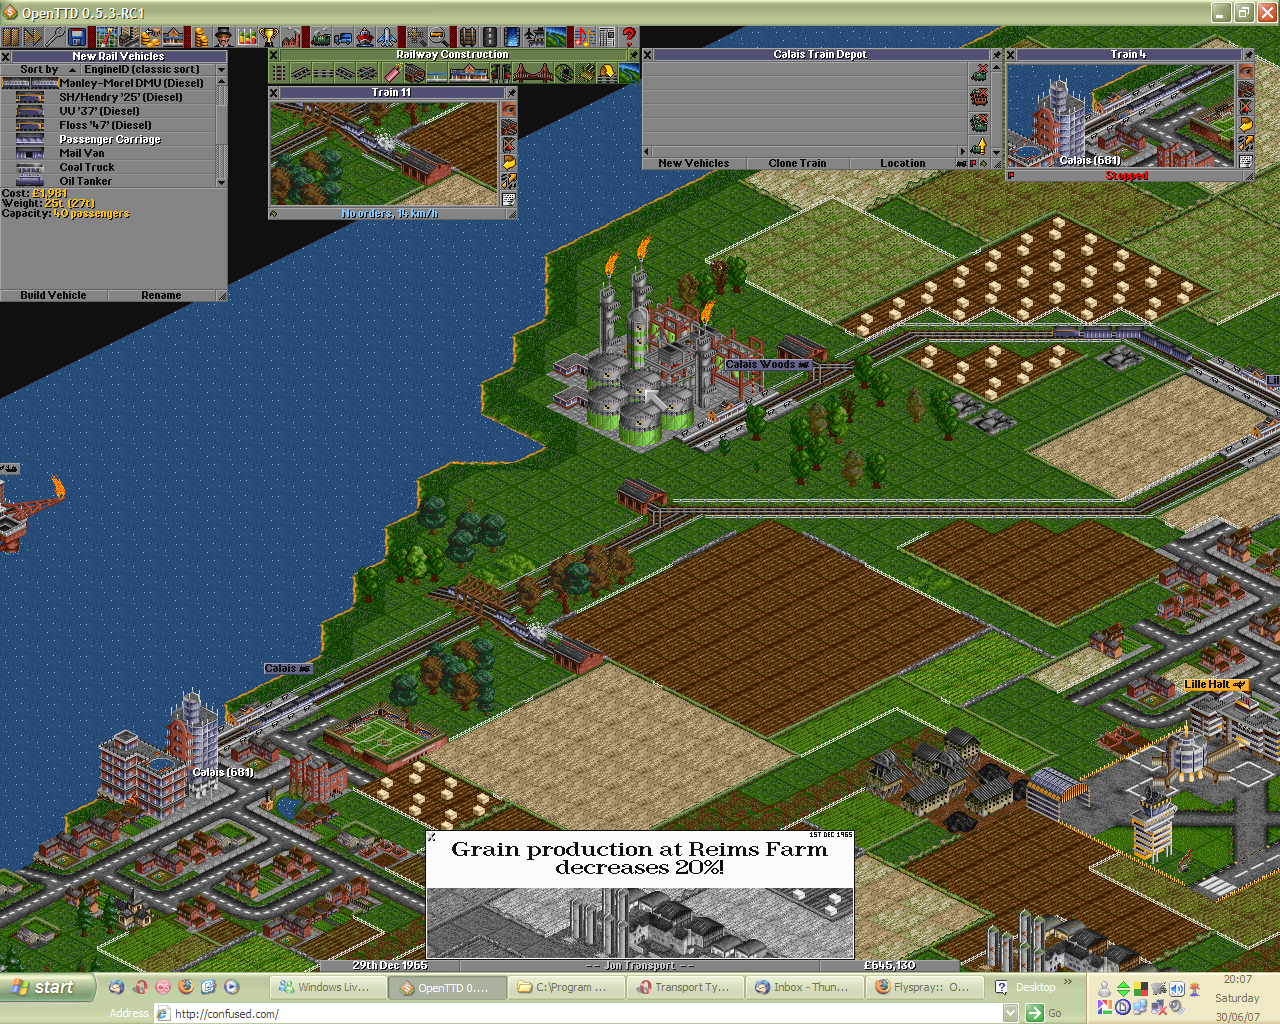 OpenTTD 0.5.3-RC1
New Rail Vehicles
Sort by
EngineID (classic sort)
Manley-Morel DMU (Diesel)
SH/Hendry '25' (Diesel)
UU '37' (Diesel)
Floss '47' (Diesel)
Passenger Carriage
Mail Van
Coal Truck
Oil Tanker
Cost: £1,981
Weight: 25t (27t)
Capacity: 40 passengers
Build Vehicle
Rename
Railway Construction
Train 11
No orders, 14 km/h
Calais Train Depot
New Vehicles
Clone Train
Location
Train 4
Calais (681)
Stopped
Calais Woods
Calais
Calais (681)
Lille Halt
1ST DEC 1965
Grain production at Reims Farm
decreases 20%!
29th Dec 1965
-- Jon Transport --
£645,130
start
Windows Liv...
OpenTTD 0....
C:\Program ...
Transport Ty...
Inbox - Thun...
Flyspray:: O...
Desktop
20:07
Saturday
30/06/07
Address
http://confused.com/
Go